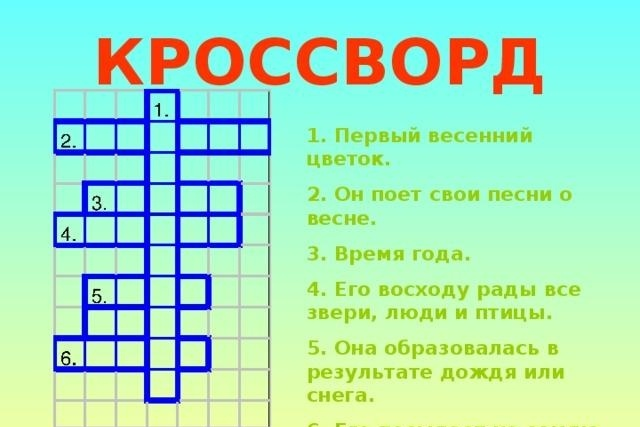 КРОССВОРД
1.
2.
3.
4.
5.
6.
1. Первый весенний
цветок.
2. Он поет свои песни о
весне.
3. Время года.
4. Его восходу рады все
звери, люди и птицы.
5. Она образовалась в
результате дождя или
снега.